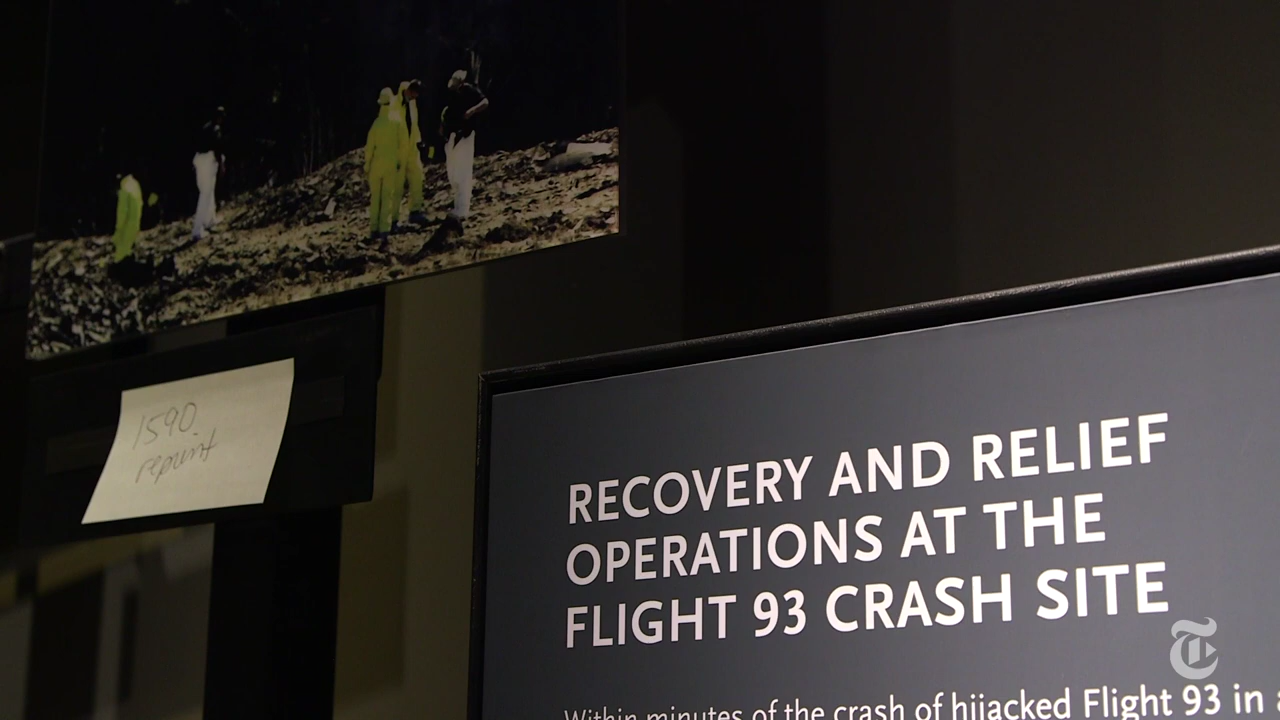 1590
reprint
RECOVERY AND RELIEF
OPERATIONS AT THE
FLIGHT 93 CRASH SITE
Within minutes of the crash of hijacked Flight 93 in a
T